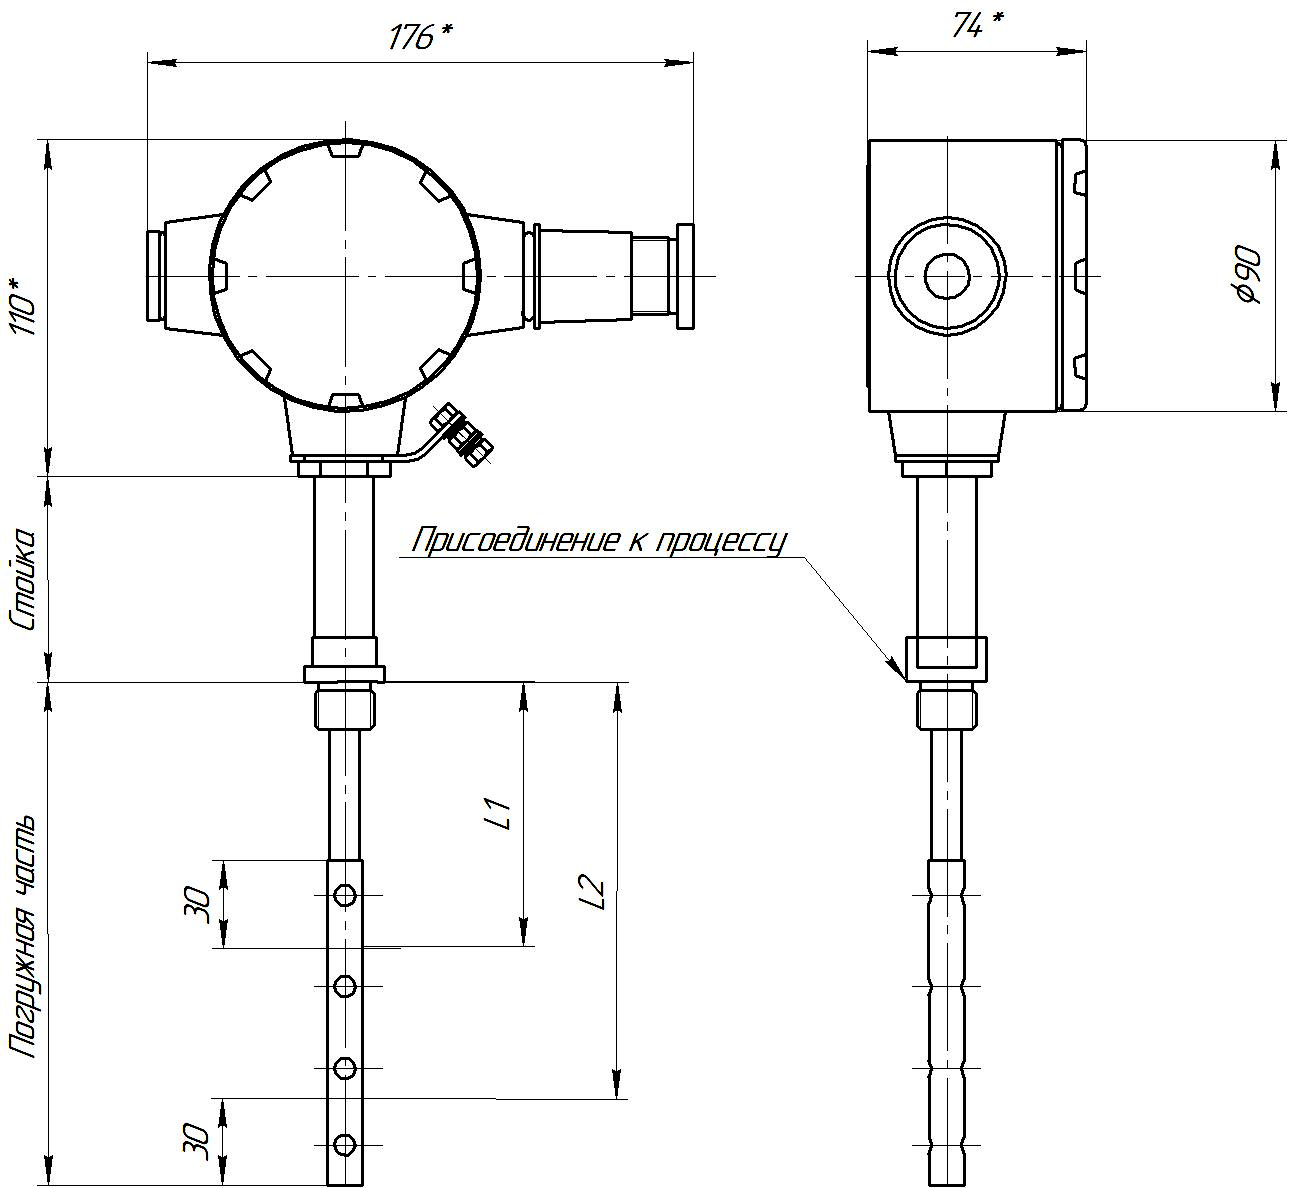 176*
74*
110*
ϕ90
Стойка
Присоединение к процессу
Погружная часть
L1
L2
30
30